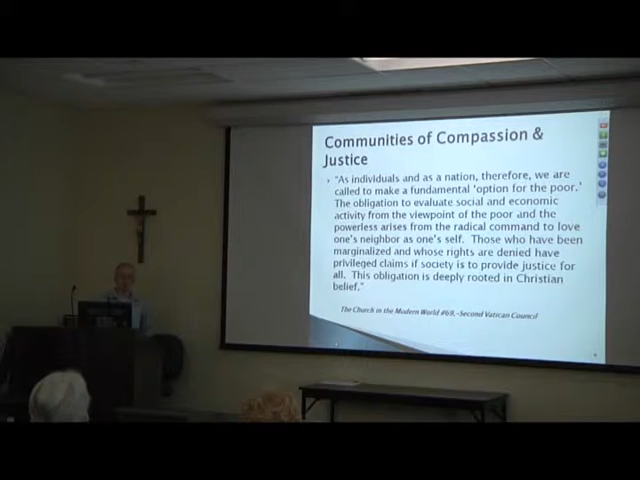 Communities of Compassion &
Justice
"As individuals and as a nation, therefore, we are
called to make a fundamental 'option for the poor.'
The obligation to evaluate social and economic
activity from the viewpoint of the poor and the
powerless arises from the radical command to love
one's neighbor as one's self. Those who have been
marginalized and whose rights are denied have
privileged claims if society is to provide justice for
all. This obligation is deeply rooted in Christian
belief."
The Church in the Modern World #69,-Second Vatican Council